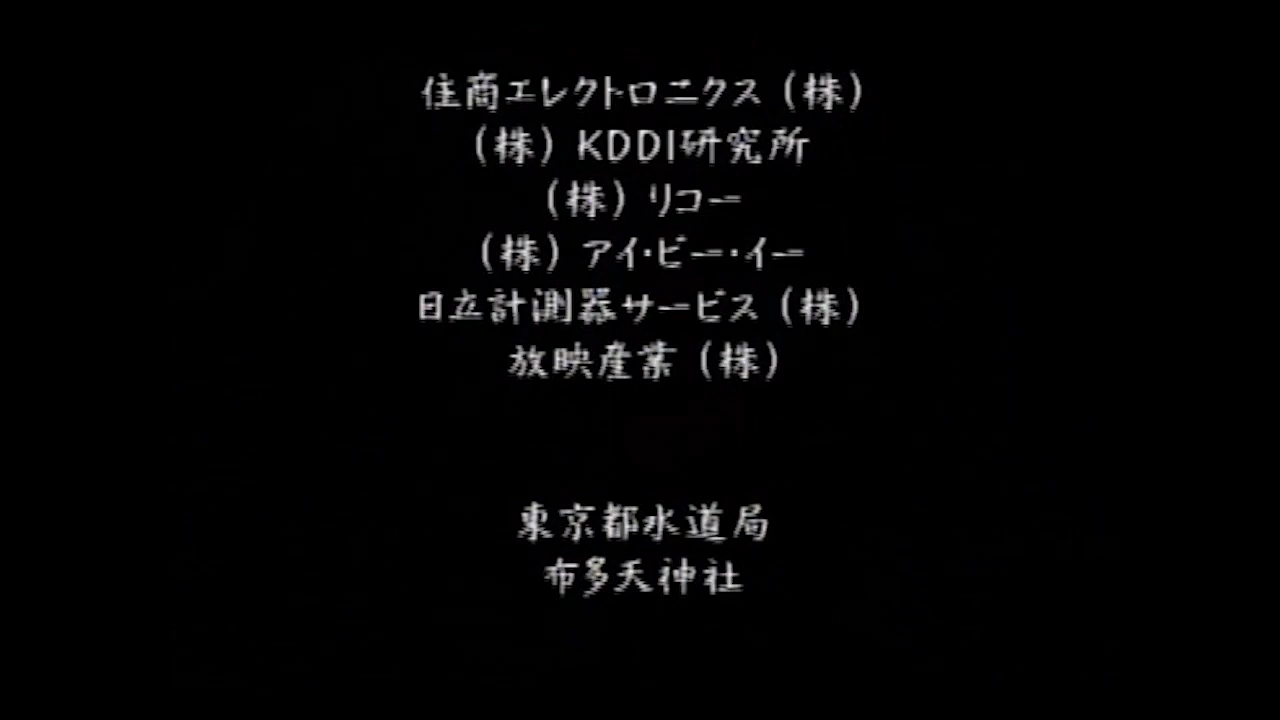 住商エレクトロニクス（株）
（株）KDDI研究所
（株）リコー
（株）アイ・ビー・イー
日立計測器サービス（株）
放映産業（株）
東京都水道局
布多天神社